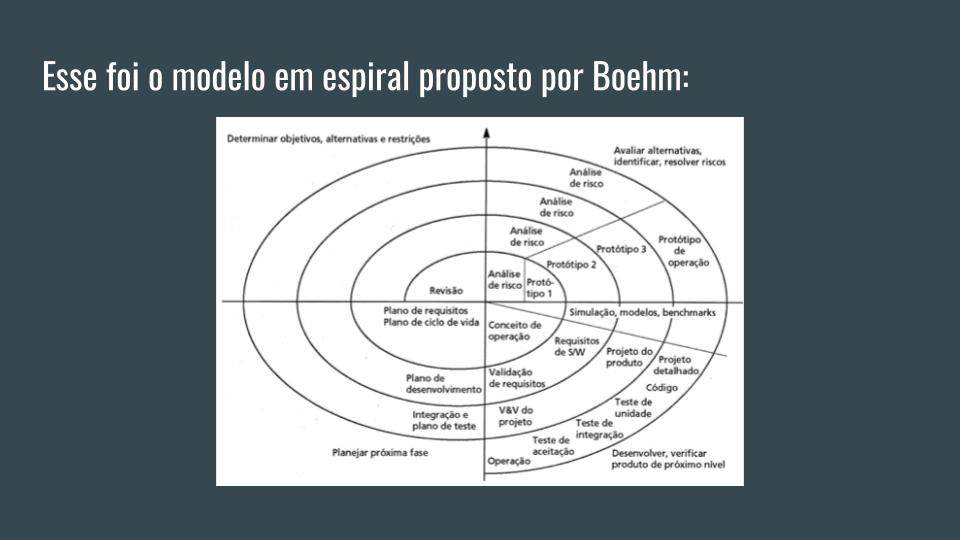 Esse foi o modelo em espiral proposto por Boehm:
Determinar objetivos, alternativas e restrições
Avaliar alternativas,
identificar, resolver riscos
Análise
de risco
Análise
de risco
Análise
de risco
Protótipo 3
Protótipo
de
operação
Protótipo 2
Análise
de risco
Protó-
tipo 1
Revisão
Plano de requisitos
Plano de ciclo de vida
Simulação, modelos, benchmarks
Conceito de
operação
Requisitos
de S/W
Projeto do
produto
Projeto
detalhado
Plano de
desenvolvimento
Validação
de requisitos
Código
Integração e
plano de teste
V&V do
projeto
Teste de
unidade
Teste de
integração
Teste de
aceitação
Operação
Planejar próxima fase
Desenvolver, verificar
produto de próximo nível